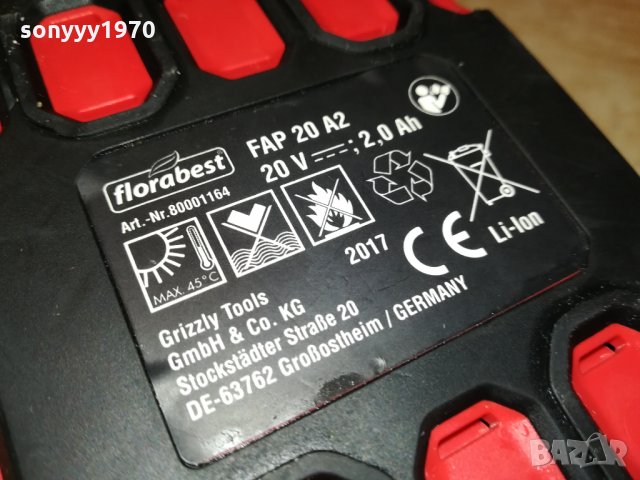 sonyyy1970
florabest
FAP 20 A2
20 V ⎓; 2,0 Ah
Art.-Nr.80001164
MAX. 45°C
2017
CE
Li-Ion
Grizzly Tools
GmbH & Co. KG
Stockstädter Straße 20
DE-63762 Großostheim / GERMANY
BAZAR